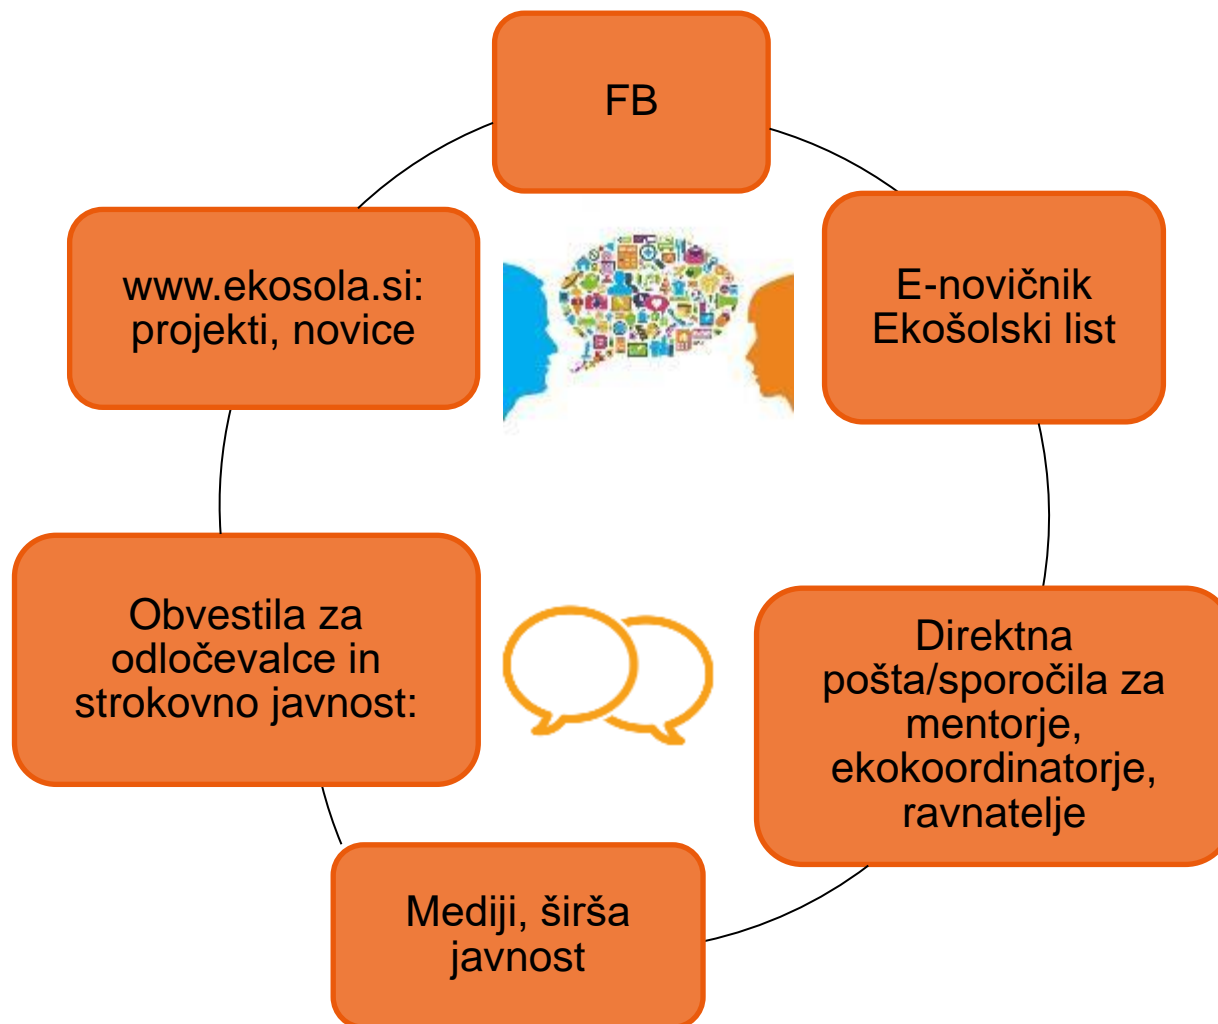 FB
E-novičnik
Ekošolski list
Direktna
pošta/sporočila za
mentorje,
ekokoordinatorje,
ravnatelje
Mediji, širša
javnost
Obvestila za
odločevalce in
strokovno javnost:
www.ekosola.si:
projekti, novice